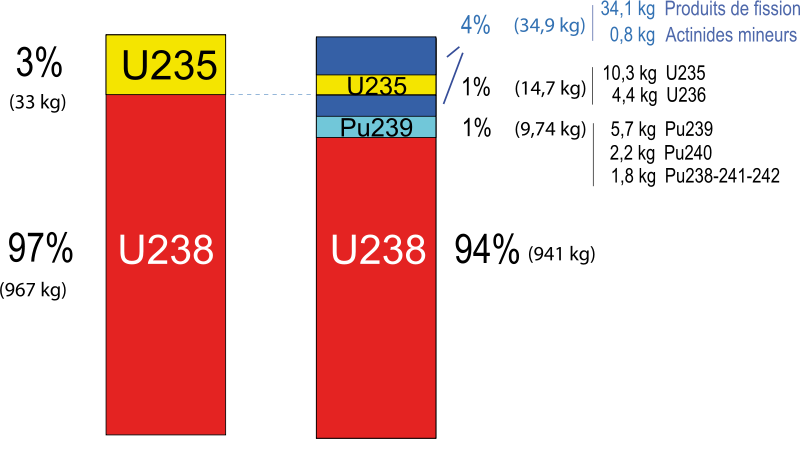 3%
(33 kg)
U235
97%
(967 kg)
U238
U235
Pu239
U238
4%
(34,9 kg)
34,1 kg Produits de fission
0,8 kg Actinides mineurs
1%
(14,7 kg)
10,3 kg U235
4,4 kg U236
1%
(9,74 kg)
5,7 kg Pu239
2,2 kg Pu240
1,8 kg Pu238-241-242
94% (941 kg)